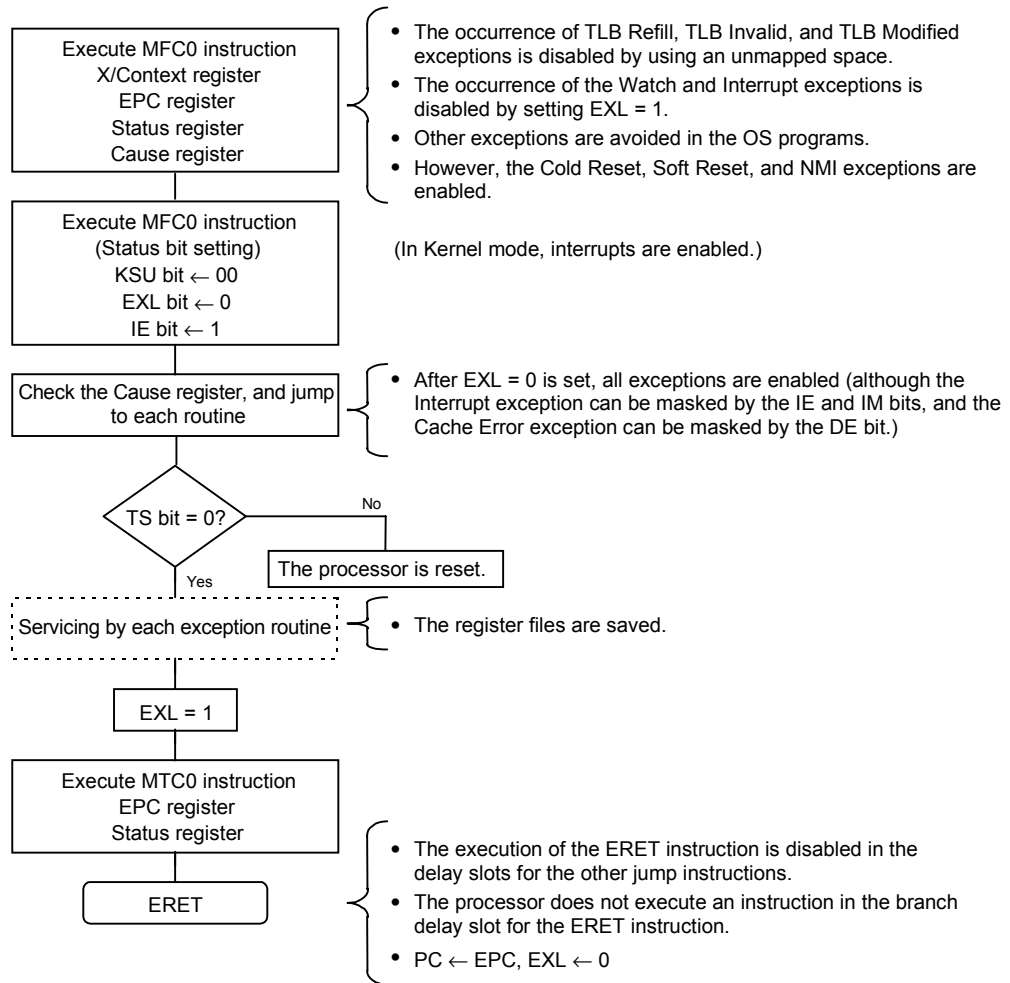 Execute MFC0 instruction
X/Context register
EPC register
Status register
Cause register
• The occurrence of TLB Refill, TLB Invalid, and TLB Modified
exceptions is disabled by using an unmapped space.
• The occurrence of the Watch and Interrupt exceptions is
disabled by setting EXL = 1.
• Other exceptions are avoided in the OS programs.
• However, the Cold Reset, Soft Reset, and NMI exceptions are
enabled.
Execute MFC0 instruction
(Status bit setting)
KSU bit ← 00
EXL bit ← 0
IE bit ← 1
(In Kernel mode, interrupts are enabled.)
Check the Cause register, and jump
to each routine
• After EXL = 0 is set, all exceptions are enabled (although the
Interrupt exception can be masked by the IE and IM bits, and the
Cache Error exception can be masked by the DE bit.)
TS bit = 0?
No
The processor is reset.
Yes
Servicing by each exception routine
• The register files are saved.
EXL = 1
Execute MTC0 instruction
EPC register
Status register
ERET
• The execution of the ERET instruction is disabled in the
delay slots for the other jump instructions.
• The processor does not execute an instruction in the branch
delay slot for the ERET instruction.
• PC ← EPC, EXL ← 0